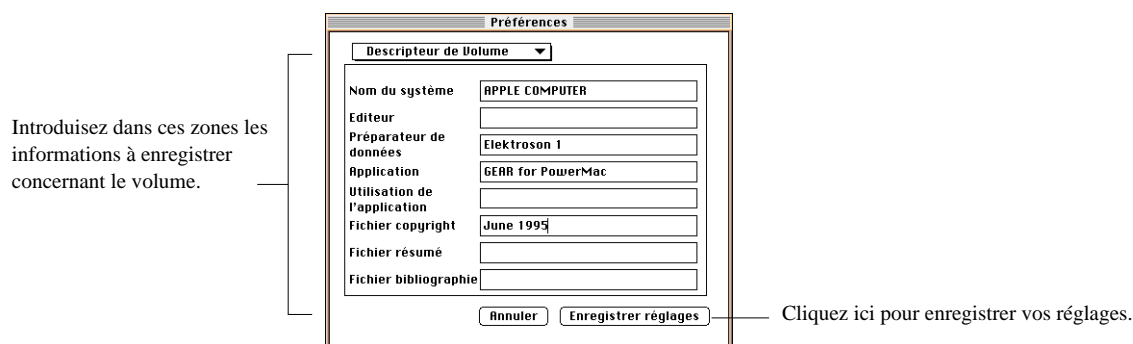 Préférences
Descripteur de Volume
Nom du système APPLE COMPUTER
Editeur
Préparateur de
données Elektroson 1
Application GEAR for PowerMac
Utilisation de
l'application
Fichier copyright June 1995
Fichier résumé
Fichier bibliographie
Annuler Enregistrer réglages
Introduisez dans ces zones les
informations à enregistrer
concernant le volume.
Cliquez ici pour enregistrer vos réglages.